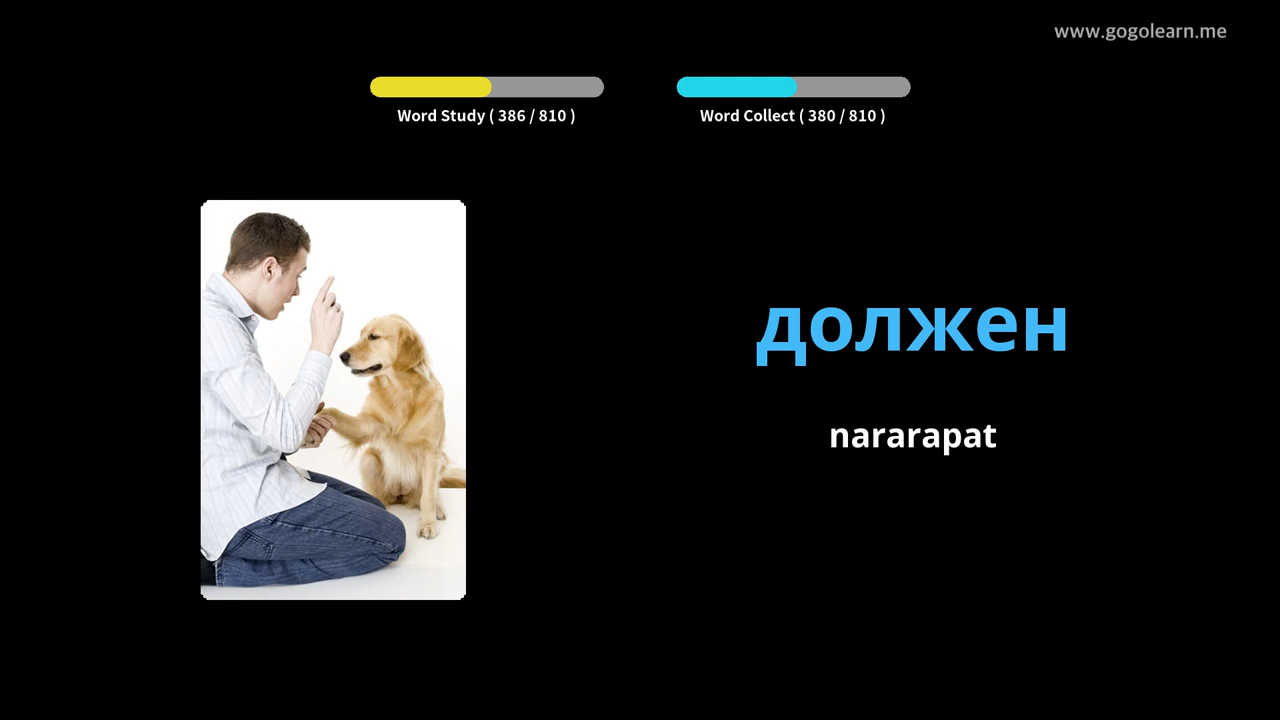 www.gogolearn.me
Word Study ( 386 / 810 )
Word Collect ( 380 / 810 )
должен
nararapat